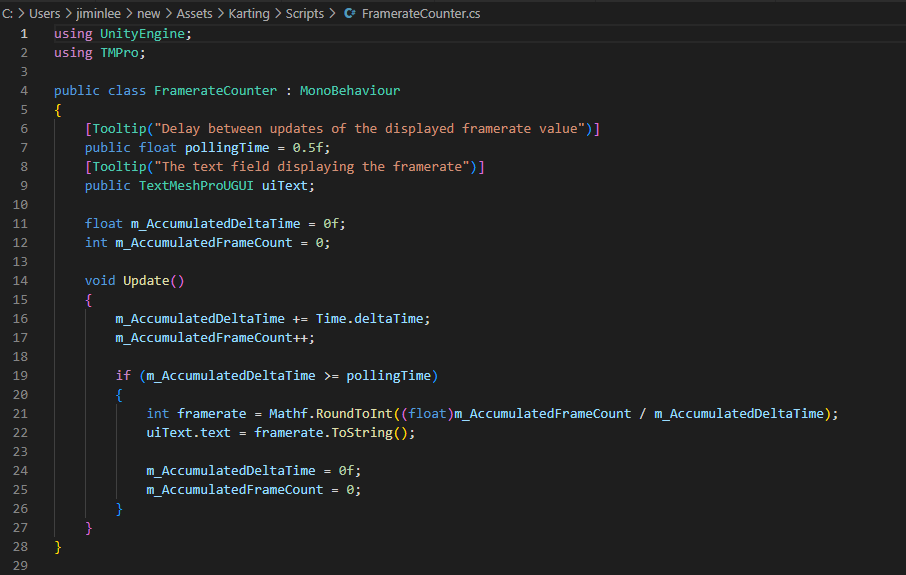 C: > Users > jiminlee > new > Assets > Karting > Scripts > C# FramerateCounter.cs
1 using UnityEngine;
2 using TMPro;
3
4 public class FramerateCounter : MonoBehaviour
5 {
6     [Tooltip("Delay between updates of the displayed framerate value")]
7     public float pollingTime = 0.5f;
8     [Tooltip("The text field displaying the framerate")]
9     public TextMeshProUGUI uiText;
10
11     float m_AccumulatedDeltaTime = 0f;
12     int m_AccumulatedFrameCount = 0;
13
14     void Update()
15     {
16         m_AccumulatedDeltaTime += Time.deltaTime;
17         m_AccumulatedFrameCount++;
18
19         if (m_AccumulatedDeltaTime >= pollingTime)
20         {
21             int framerate = Mathf.RoundToInt((float)m_AccumulatedFrameCount / m_AccumulatedDeltaTime);
22             uiText.text = framerate.ToString();
23
24             m_AccumulatedDeltaTime = 0f;
25             m_AccumulatedFrameCount = 0;
26         }
27     }
28 }
29